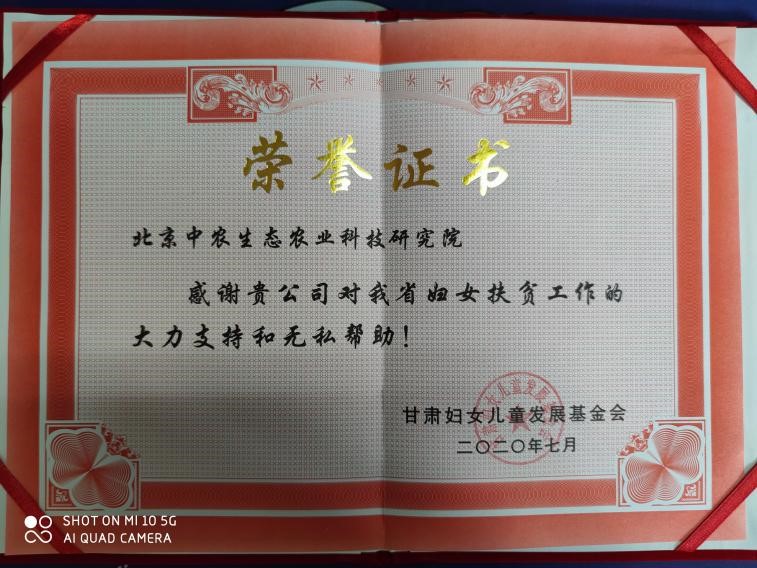 荣誉证书
北京中农生态农业科技研究院
感谢贵公司对我省妇女扶贫工作的
大力支持和无私帮助!
甘肃妇女儿童发展基金会
二〇二〇年七月
SHOT ON MI 10 5G
AI QUAD CAMERA